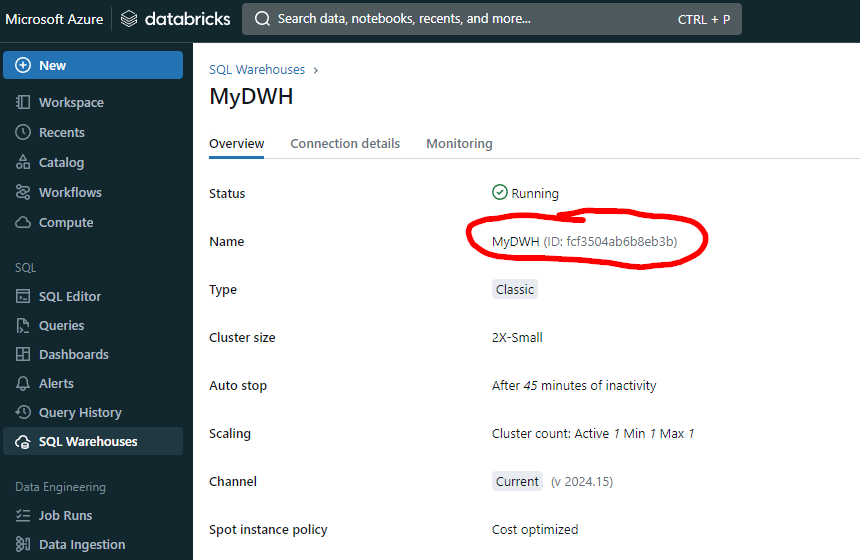 Microsoft Azure databricks Search data, notebooks, recents, and more... CTRL + P
New
Workspace
Recents
Catalog
Workflows
Compute
SQL
SQL Editor
Queries
Dashboards
Alerts
Query History
SQL Warehouses
Data Engineering
Job Runs
Data Ingestion
SQL Warehouses ›
MyDWH
Overview Connection details Monitoring
Status Running
Name MyDWH (ID: fcf3504ab6b8eb3b)
Type Classic
Cluster size 2X-Small
Auto stop After 45 minutes of inactivity
Scaling Cluster count: Active 1 Min 1 Max 1
Channel Current (v 2024.15)
Spot instance policy Cost optimized